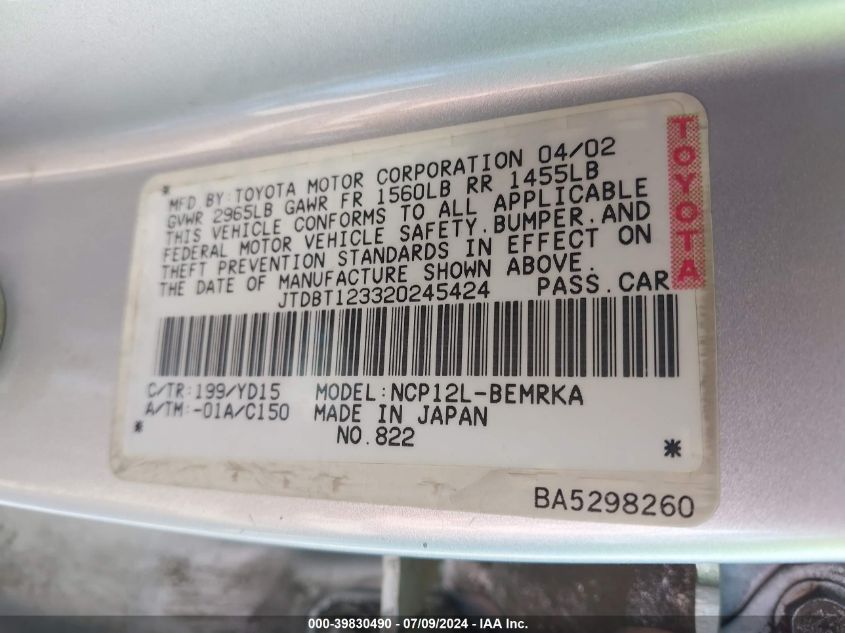 MFD. BY: TOYOTA MOTOR CORPORATION 04/02
GVWR 2965LB GAWR FR 1560LB RR 1455LB
THIS VEHICLE CONFORMS TO ALL APPLICABLE
FEDERAL MOTOR VEHICLE SAFETY, BUMPER, AND
THEFT PREVENTION STANDARDS IN EFFECT ON
THE DATE OF MANUFACTURE SHOWN ABOVE.
JTDBT123320245424 PASS. CAR
TOYOTA
C/TR: 199/YD15 MODEL: NCP12L-BEMRKA
A/TM: -01A/C150 MADE IN JAPAN
NO. 822
BA5298260
000-39830490 - 07/09/2024 - IAA Inc.